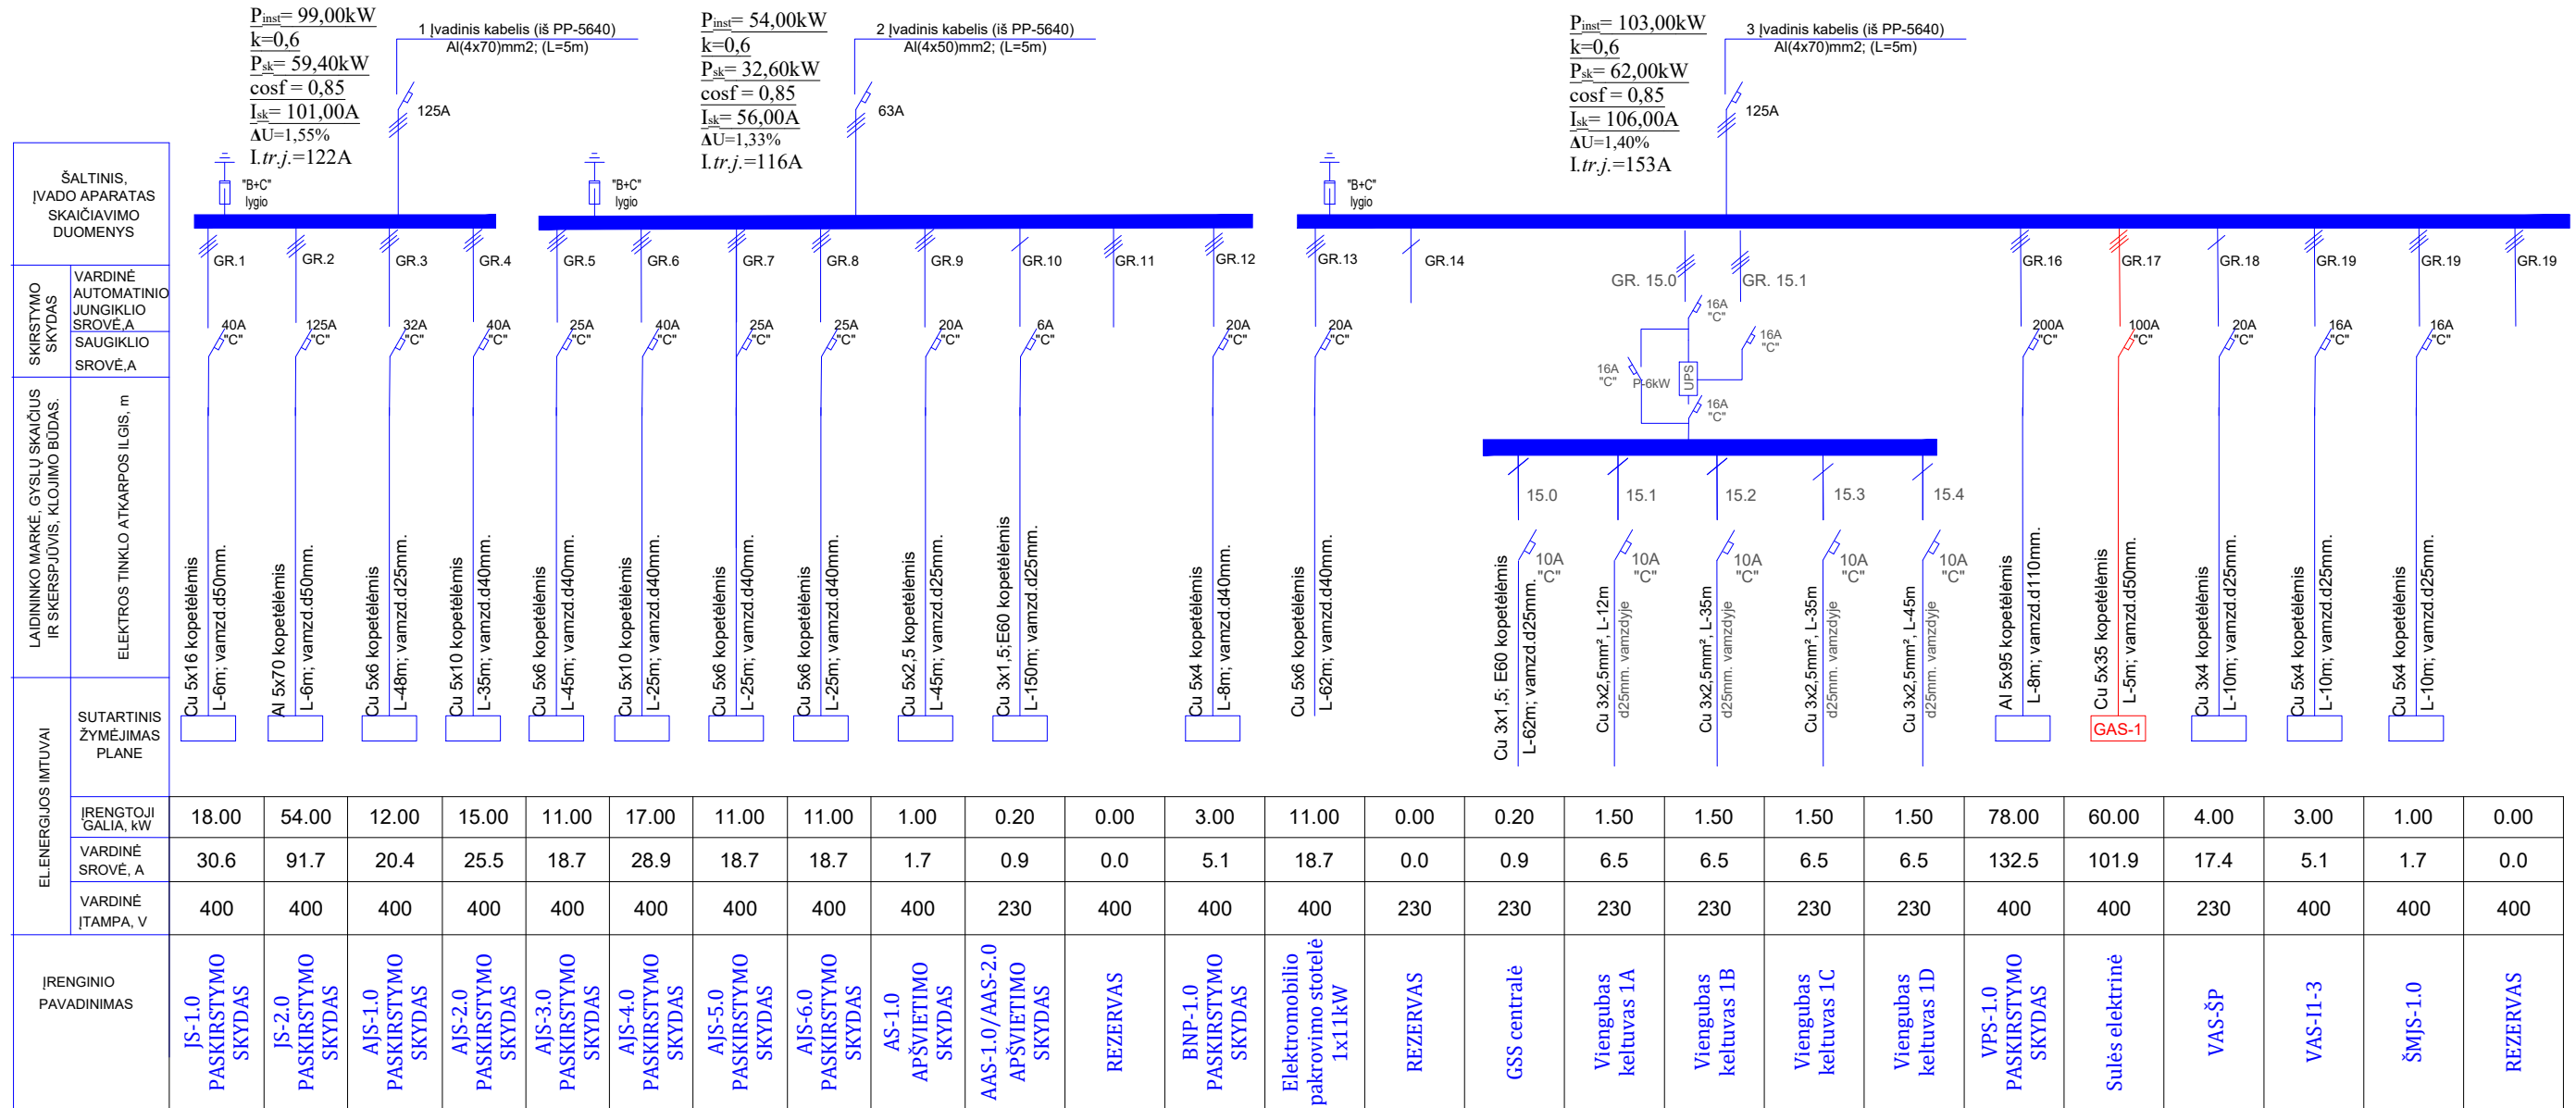 P inst= 99,00kW
k=0,6
P sk= 59,40kW
cosf = 0,85
I sk= 101,00A
ΔU=1,55%
I.tr.j.=122A
1 Įvadinis kabelis (iš PP-5640)
Al(4x70)mm2; (L=5m)
125A
P inst= 54,00kW
k=0,6
P sk= 32,60kW
cosf = 0,85
I sk= 56,00A
ΔU=1,33%
I.tr.j.=116A
2 Įvadinis kabelis (iš PP-5640)
Al(4x50)mm2; (L=5m)
63A
P inst= 103,00kW
k=0,6
P sk= 62,00kW
cosf = 0,85
I sk= 106,00A
ΔU=1,40%
I.tr.j.=153A
3 Įvadinis kabelis (iš PP-5640)
Al(4x70)mm2; (L=5m)
125A
ŠALTINIS,
ĮVADO APARATAS
SKAIČIAVIMO
DUOMENYS
"B+C"
lygio
"B+C"
lygio
"B+C"
lygio
GR.1 GR.2 GR.3 GR.4 GR.5 GR.6 GR.7 GR.8 GR.9 GR.10 GR.11 GR.12 GR.13 GR.14 GR. 15.0 GR. 15.1 GR.16 GR.17 GR.18 GR.19 GR.19 GR.19
SKIRSTYMO
SKYDAS
VARDINĖ
AUTOMATINIO
JUNGIKLIO
SROVĖ,A
SAUGIKLIO
SROVĖ,A
40A
"C"
125A
"C"
32A
"C"
40A
"C"
25A
"C"
40A
"C"
25A
"C"
25A
"C"
20A
"C"
6A
"C"
20A
"C"
20A
"C"
16A
"C"
16A
"C"
16A
"C"
P-6kW
UPS
16A
"C"
200A
"C"
100A
"C"
20A
"C"
16A
"C"
16A
"C"
LAIDININKO MARKĖ, GYSLŲ SKAIČIUS
IR SKERSPJŪVIS, KLOJIMO BŪDAS.
ELEKTROS TINKLO ATKARPOS ILGIS, m
15.0 15.1 15.2 15.3 15.4
10A
"C"
10A
"C"
10A
"C"
10A
"C"
10A
"C"
Cu 5x16 kopetėlėmis
L-6m; vamzd.d50mm.
Al 5x70 kopetėlėmis
L-6m; vamzd.d50mm.
Cu 5x6 kopetėlėmis
L-48m; vamzd.d25mm.
Cu 5x10 kopetėlėmis
L-35m; vamzd.d40mm.
Cu 5x6 kopetėlėmis
L-45m; vamzd.d40mm.
Cu 5x10 kopetėlėmis
L-25m; vamzd.d40mm.
Cu 5x6 kopetėlėmis
L-25m; vamzd.d40mm.
Cu 5x6 kopetėlėmis
L-25m; vamzd.d40mm.
Cu 5x2,5 kopetėlėmis
L-45m; vamzd.d25mm.
Cu 3x1,5;E60 kopetėlėmis
L-150m; vamzd.d25mm.
Cu 5x4 kopetėlėmis
L-8m; vamzd.d40mm.
Cu 5x6 kopetėlėmis
L-62m; vamzd.d40mm.
Cu 3x1,5; E60 kopetėlėmis
L-62m; vamzd.d25mm.
Cu 3x2,5mm², L-12m
d25mm. vamzdyje
Cu 3x2,5mm², L-35m
d25mm. vamzdyje
Cu 3x2,5mm², L-35m
d25mm. vamzdyje
Cu 3x2,5mm², L-45m
d25mm. vamzdyje
Al 5x95 kopetėlėmis
L-8m; vamzd.d110mm.
Cu 5x35 kopetėlėmis
L-5m; vamzd.d50mm.
Cu 3x4 kopetėlėmis
L-10m; vamzd.d25mm.
Cu 5x4 kopetėlėmis
L-10m; vamzd.d25mm.
Cu 5x4 kopetėlėmis
L-10m; vamzd.d25mm.
EL.ENERGIJOS IMTUVAI
SUTARTINIS
ŽYMĖJIMAS
PLANE
GAS-1
ĮRENGTOJI
GALIA, kW
18.00 54.00 12.00 15.00 11.00 17.00 11.00 11.00 1.00 0.20 0.00 3.00 11.00 0.00 0.20 1.50 1.50 1.50 1.50 78.00 60.00 4.00 3.00 1.00 0.00
VARDINĖ
SROVĖ, A
30.6 91.7 20.4 25.5 18.7 28.9 18.7 18.7 1.7 0.9 0.0 5.1 18.7 0.0 0.9 6.5 6.5 6.5 6.5 132.5 101.9 17.4 5.1 1.7 0.0
VARDINĖ
ĮTAMPA, V
400 400 400 400 400 400 400 400 400 230 400 400 400 230 230 230 230 230 230 400 400 230 400 400 400
ĮRENGINIO
PAVADINIMAS
JS-1.0
PASKIRSTYMO
SKYDAS
JS-2.0
PASKIRSTYMO
SKYDAS
AJS-1.0
PASKIRSTYMO
SKYDAS
AJS-2.0
PASKIRSTYMO
SKYDAS
AJS-3.0
PASKIRSTYMO
SKYDAS
AJS-4.0
PASKIRSTYMO
SKYDAS
AJS-5.0
PASKIRSTYMO
SKYDAS
AJS-6.0
PASKIRSTYMO
SKYDAS
AS-1.0
APŠVIETIMO
SKYDAS
AAS-1.0/AAS-2.0
APŠVIETIMO
SKYDAS
REZERVAS
BNP-1.0
PASKIRSTYMO
SKYDAS
Elektromobilio
pakrovimo stotelė
1x11kW
REZERVAS
GSS centralė
Viengubas
keltuvas 1A
Viengubas
keltuvas 1B
Viengubas
keltuvas 1C
Viengubas
keltuvas 1D
VPS-1.0
PASKIRSTYMO
SKYDAS
Sulės elektrinė
VAS-ŠP
VAS-I1-3
ŠMJS-1.0
REZERVAS